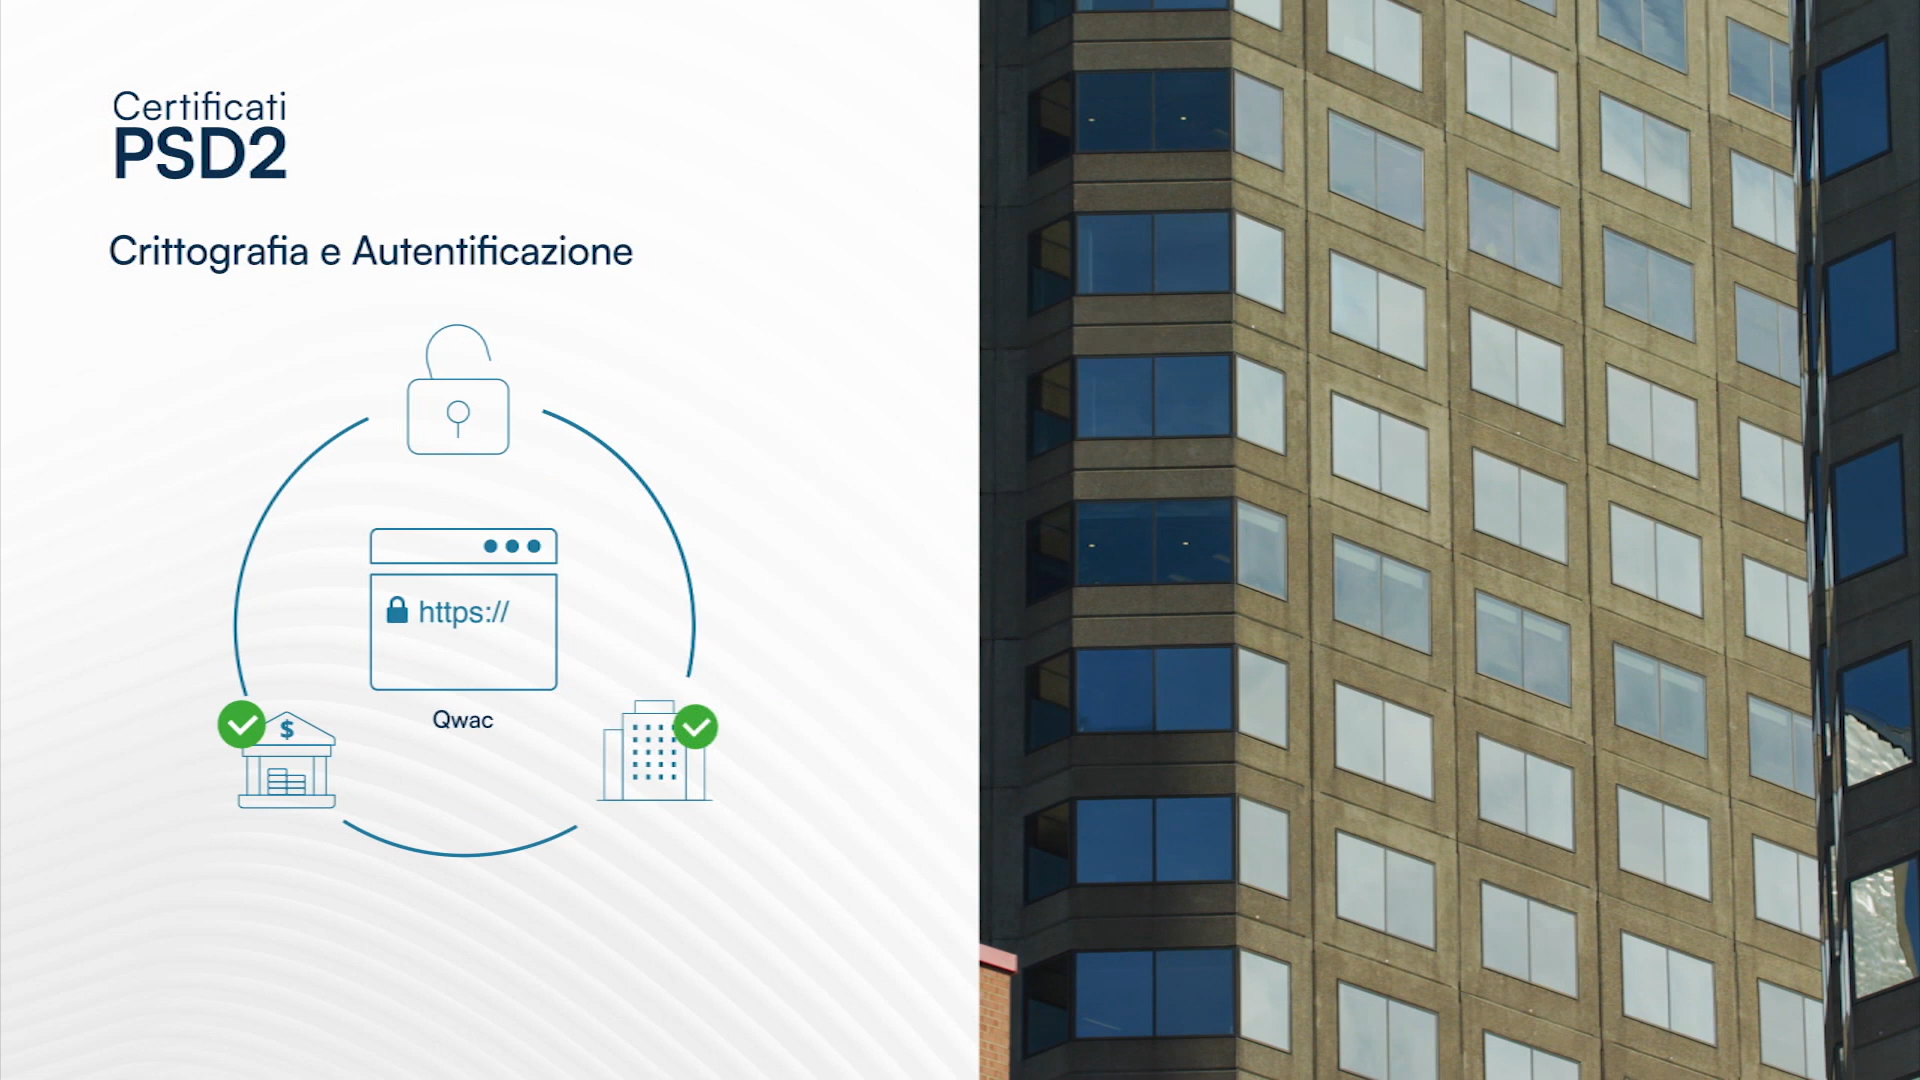 Certificati
PSD2
Crittografia e Autentificazione
https://
$
Qwac